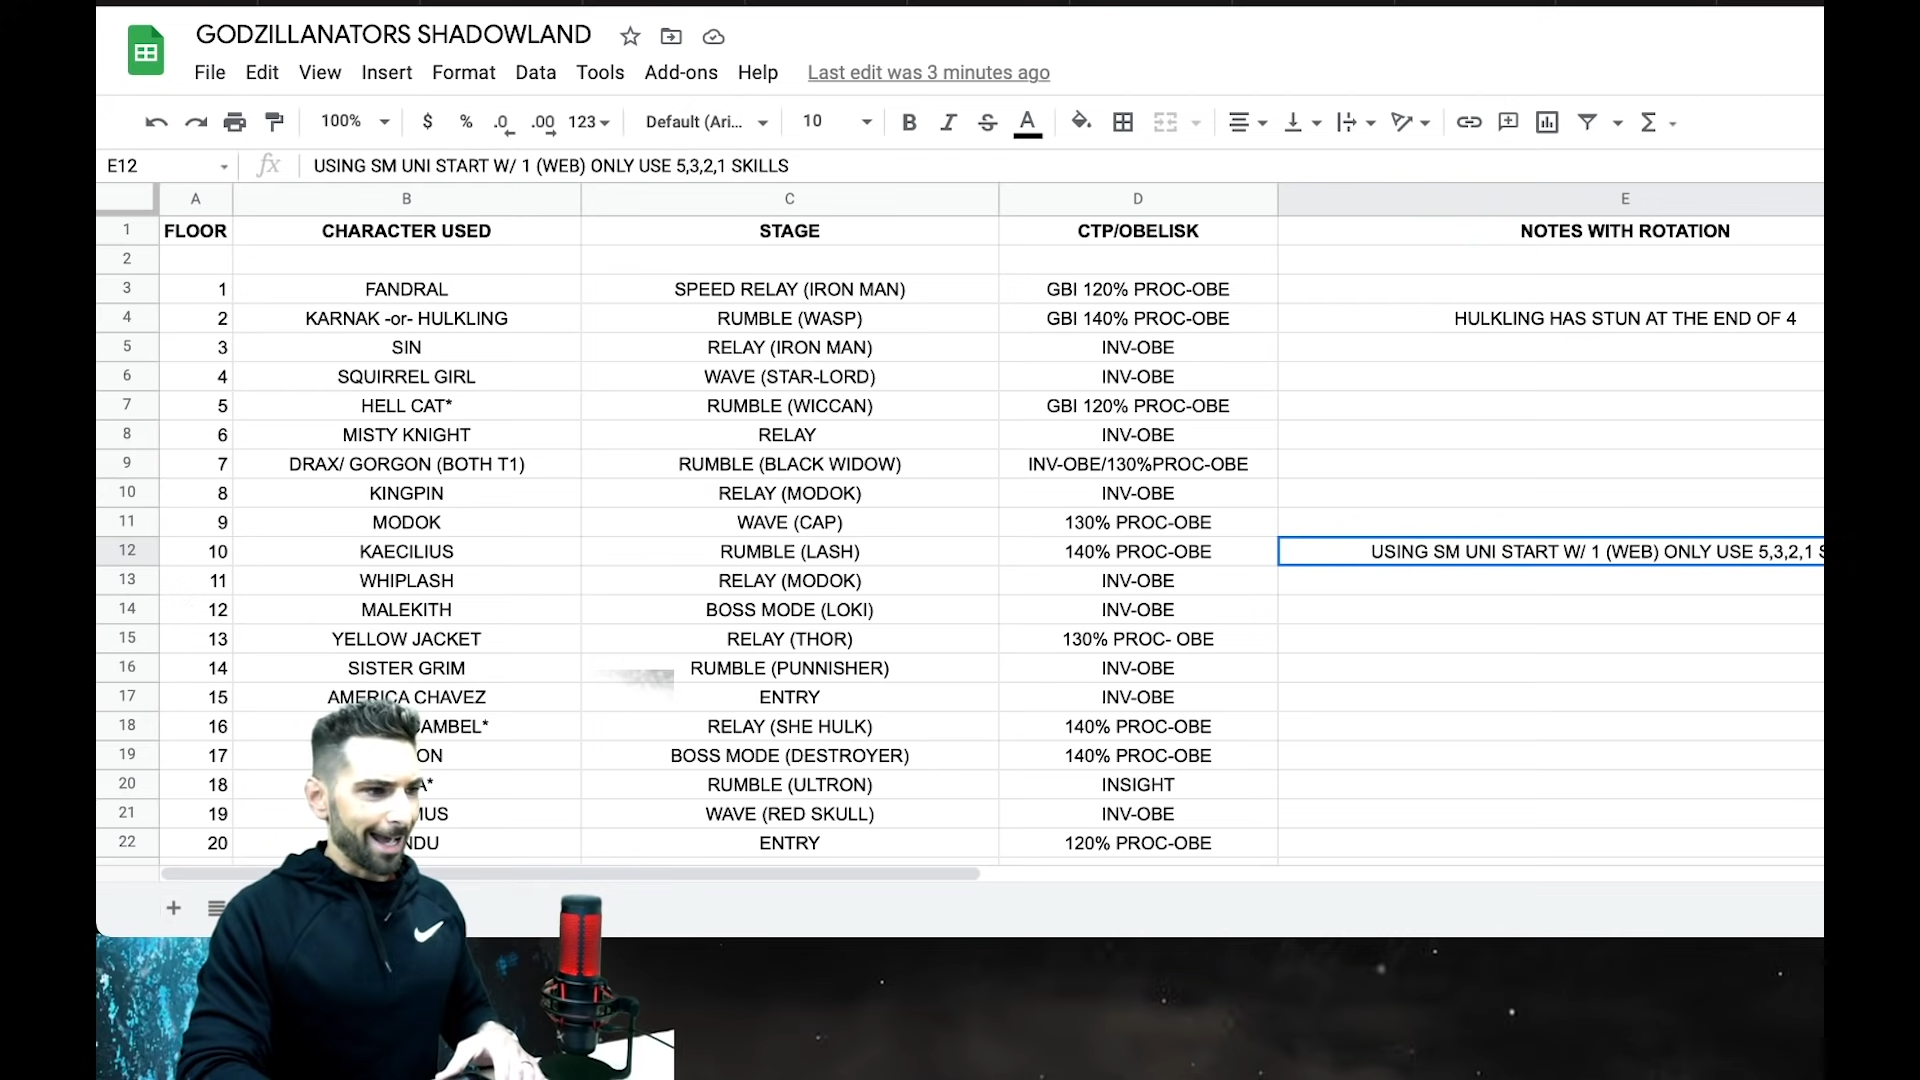 GODZILLANATORS SHADOWLAND
File Edit View Insert Format Data Tools Add-ons Help Last edit was 3 minutes ago
100% $ % .0 .00 123 Default (Ari... 10 B I S A
E12 fx USING SM UNI START W/ 1 (WEB) ONLY USE 5,3,2,1 SKILLS
A B C D E
1 FLOOR CHARACTER USED STAGE CTP/OBELISK NOTES WITH ROTATION
2
3 1 FANDRAL SPEED RELAY (IRON MAN) GBI 120% PROC-OBE
4 2 KARNAK -or- HULKLING RUMBLE (WASP) GBI 140% PROC-OBE HULKLING HAS STUN AT THE END OF 4
5 3 SIN RELAY (IRON MAN) INV-OBE
6 4 SQUIRREL GIRL WAVE (STAR-LORD) INV-OBE
7 5 HELL CAT* RUMBLE (WICCAN) GBI 120% PROC-OBE
8 6 MISTY KNIGHT RELAY INV-OBE
9 7 DRAX/ GORGON (BOTH T1) RUMBLE (BLACK WIDOW) INV-OBE/130%PROC-OBE
10 8 KINGPIN RELAY (MODOK) INV-OBE
11 9 MODOK WAVE (CAP) 130% PROC-OBE
12 10 KAECILIUS RUMBLE (LASH) 140% PROC-OBE USING SM UNI START W/ 1 (WEB) ONLY USE 5,3,2,1 S
13 11 WHIPLASH RELAY (MODOK) INV-OBE
14 12 MALEKITH BOSS MODE (LOKI) INV-OBE
15 13 YELLOW JACKET RELAY (THOR) 130% PROC- OBE
16 14 SISTER GRIM RUMBLE (PUNNISHER) INV-OBE
17 15 AMERICA CHAVEZ ENTRY INV-OBE
18 16 AMBEL* RELAY (SHE HULK) 140% PROC-OBE
19 17 ON BOSS MODE (DESTROYER) 140% PROC-OBE
20 18 A* RUMBLE (ULTRON) INSIGHT
21 19 MUS WAVE (RED SKULL) INV-OBE
22 20 NDU ENTRY 120% PROC-OBE